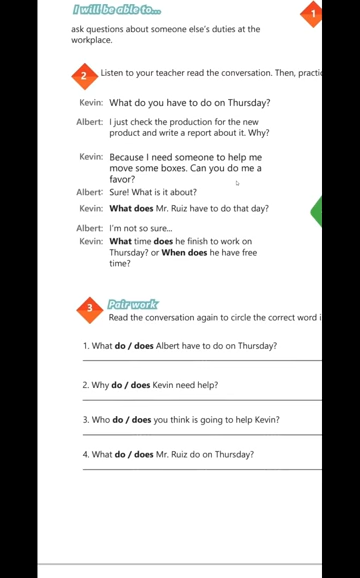 I will be able to...
1
ask questions about someone else's duties at the
workplace.
2
Listen to your teacher read the conversation. Then,
Kevin: What do you have to do on Thursday?
Albert: I just check the production for the new
product and write a report about it. Why?
Kevin: Because I need someone to help me
move some boxes. Can you do me a
favor?
Albert: Sure! What is it about?
Kevin: What does Mr. Ruiz have to do that day?
Albert: I'm not so sure...
Kevin: What time does he finish to work on
Thursday? or When does he have free
time?
3
Pair work
Read the conversation again to circle the correct word
1. What do / does Albert have to do on Thursday?
2. Why do / does Kevin need help?
3. Who do / does you think is going to help Kevin?
4. What do / does Mr. Ruiz do on Thursday?